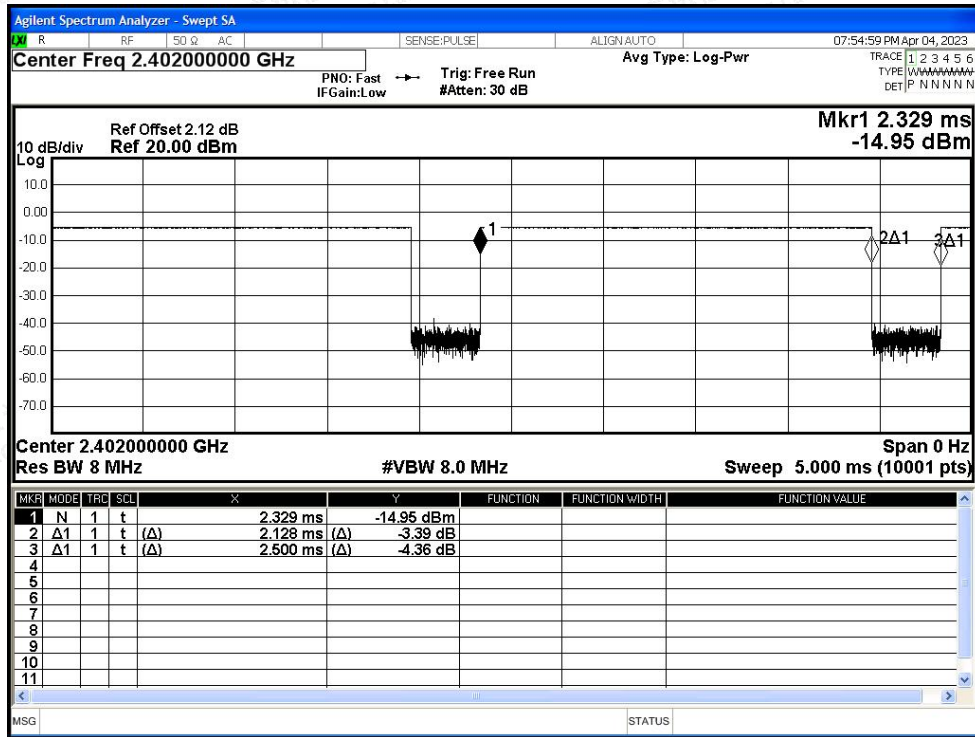 Agilent Spectrum Analyzer - Swept SA
LXI R RF 50 Ω AC SENSE:PULSE ALIGN AUTO 07:54:59 PM Apr 04, 2023
Center Freq 2.402000000 GHz Avg Type: Log-Pwr TRACE 1 2 3 4 5 6
PNO: Fast Trig: Free Run TYPE WWWWWW
IFGain:Low #Atten: 30 dB DET P N N N N N
Mkr1 2.329 ms
Ref Offset 2.12 dB
10 dB/div Ref 20.00 dBm -14.95 dBm
Log
10.0
0.00
1 2Δ1 3Δ1
-10.0
-20.0
-30.0
-40.0
-50.0
-60.0
-70.0
Center 2.402000000 GHz Span 0 Hz
Res BW 8 MHz #VBW 8.0 MHz Sweep 5.000 ms (10001 pts)
MKR MODE TRC SCL X Y FUNCTION FUNCTION WIDTH FUNCTION VALUE
1 N 1 t 2.329 ms -14.95 dBm
2 Δ1 1 t (Δ) 2.128 ms (Δ) -3.39 dB
3 Δ1 1 t (Δ) 2.500 ms (Δ) -4.36 dB
4
5
6
7
8
9
10
11
MSG STATUS